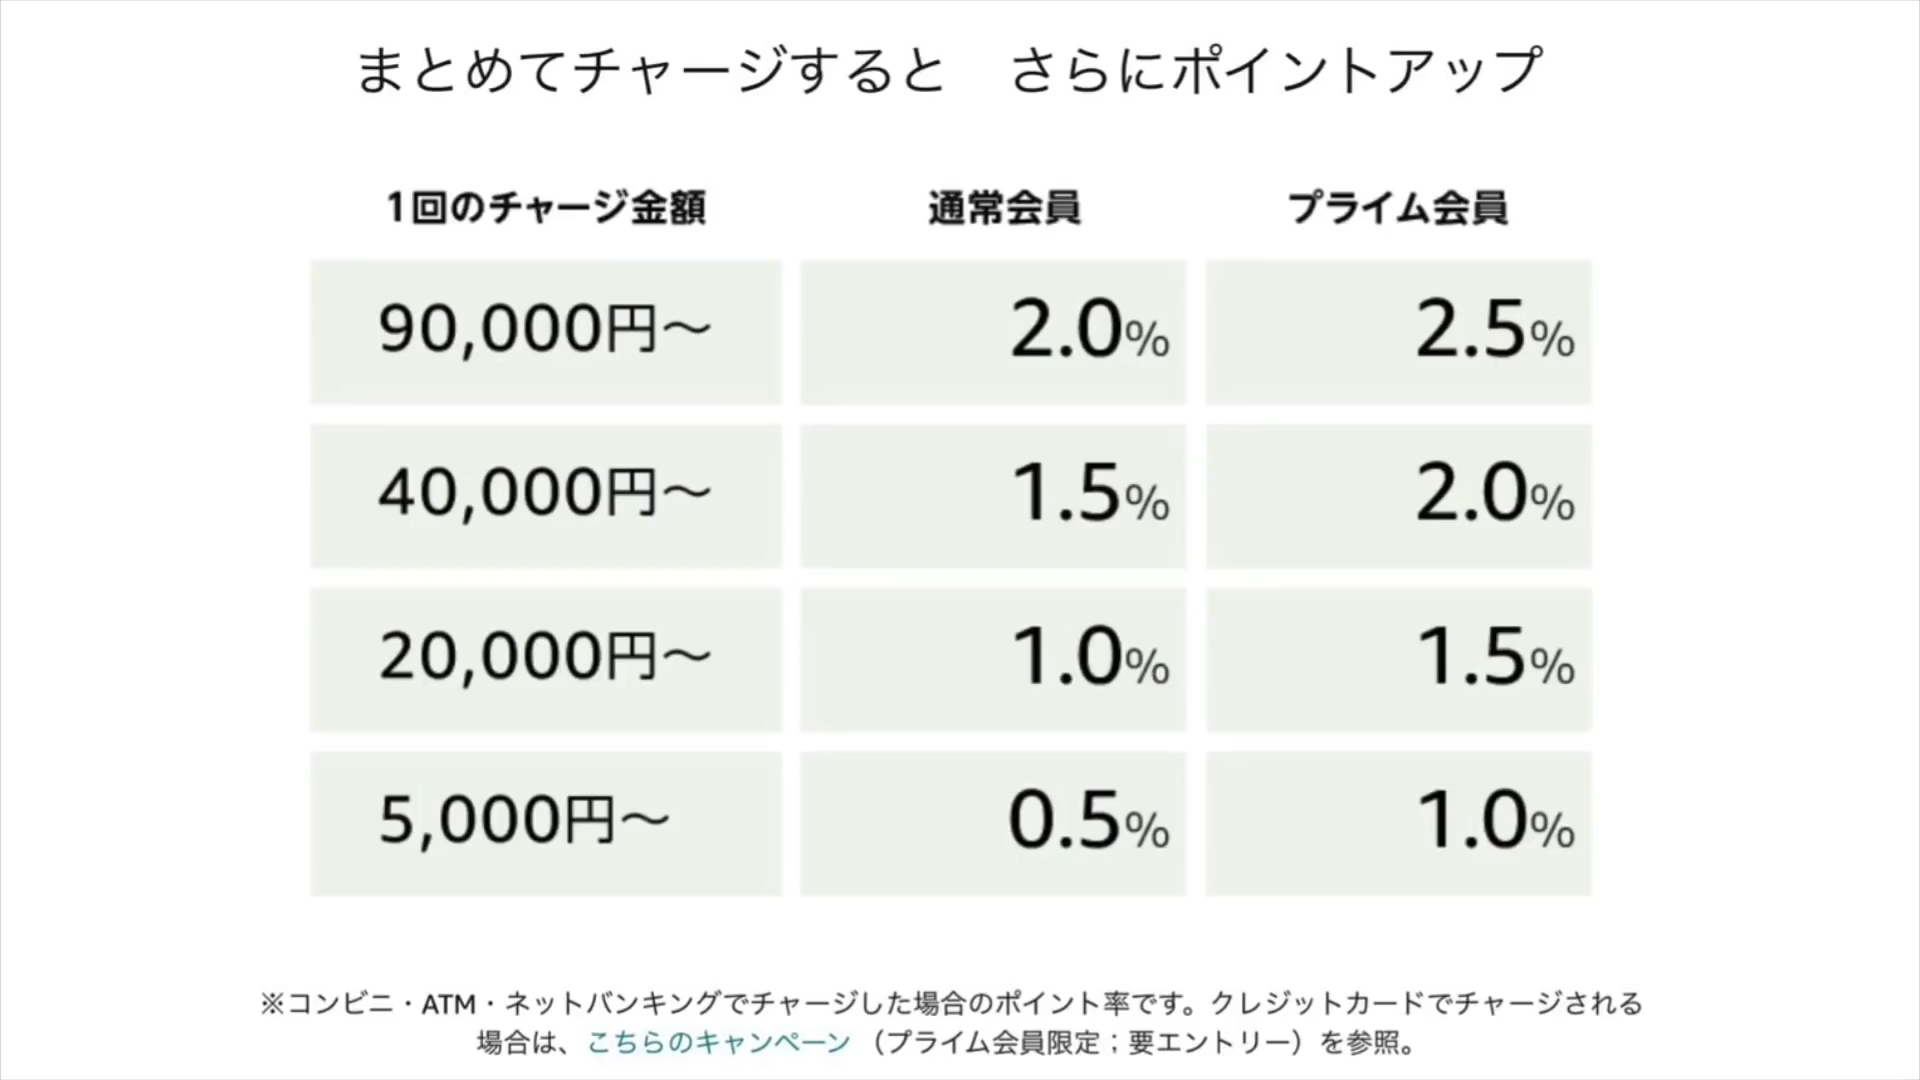 まとめてチャージすると　さらにポイントアップ
1回のチャージ金額 通常会員 プライム会員
90,000円～ 2.0% 2.5%
40,000円～ 1.5% 2.0%
20,000円～ 1.0% 1.5%
5,000円～ 0.5% 1.0%
※コンビニ・ATM・ネットバンキングでチャージした場合のポイント率です。クレジットカードでチャージされる
場合は、こちらのキャンペーン（プライム会員限定；要エントリー）を参照。